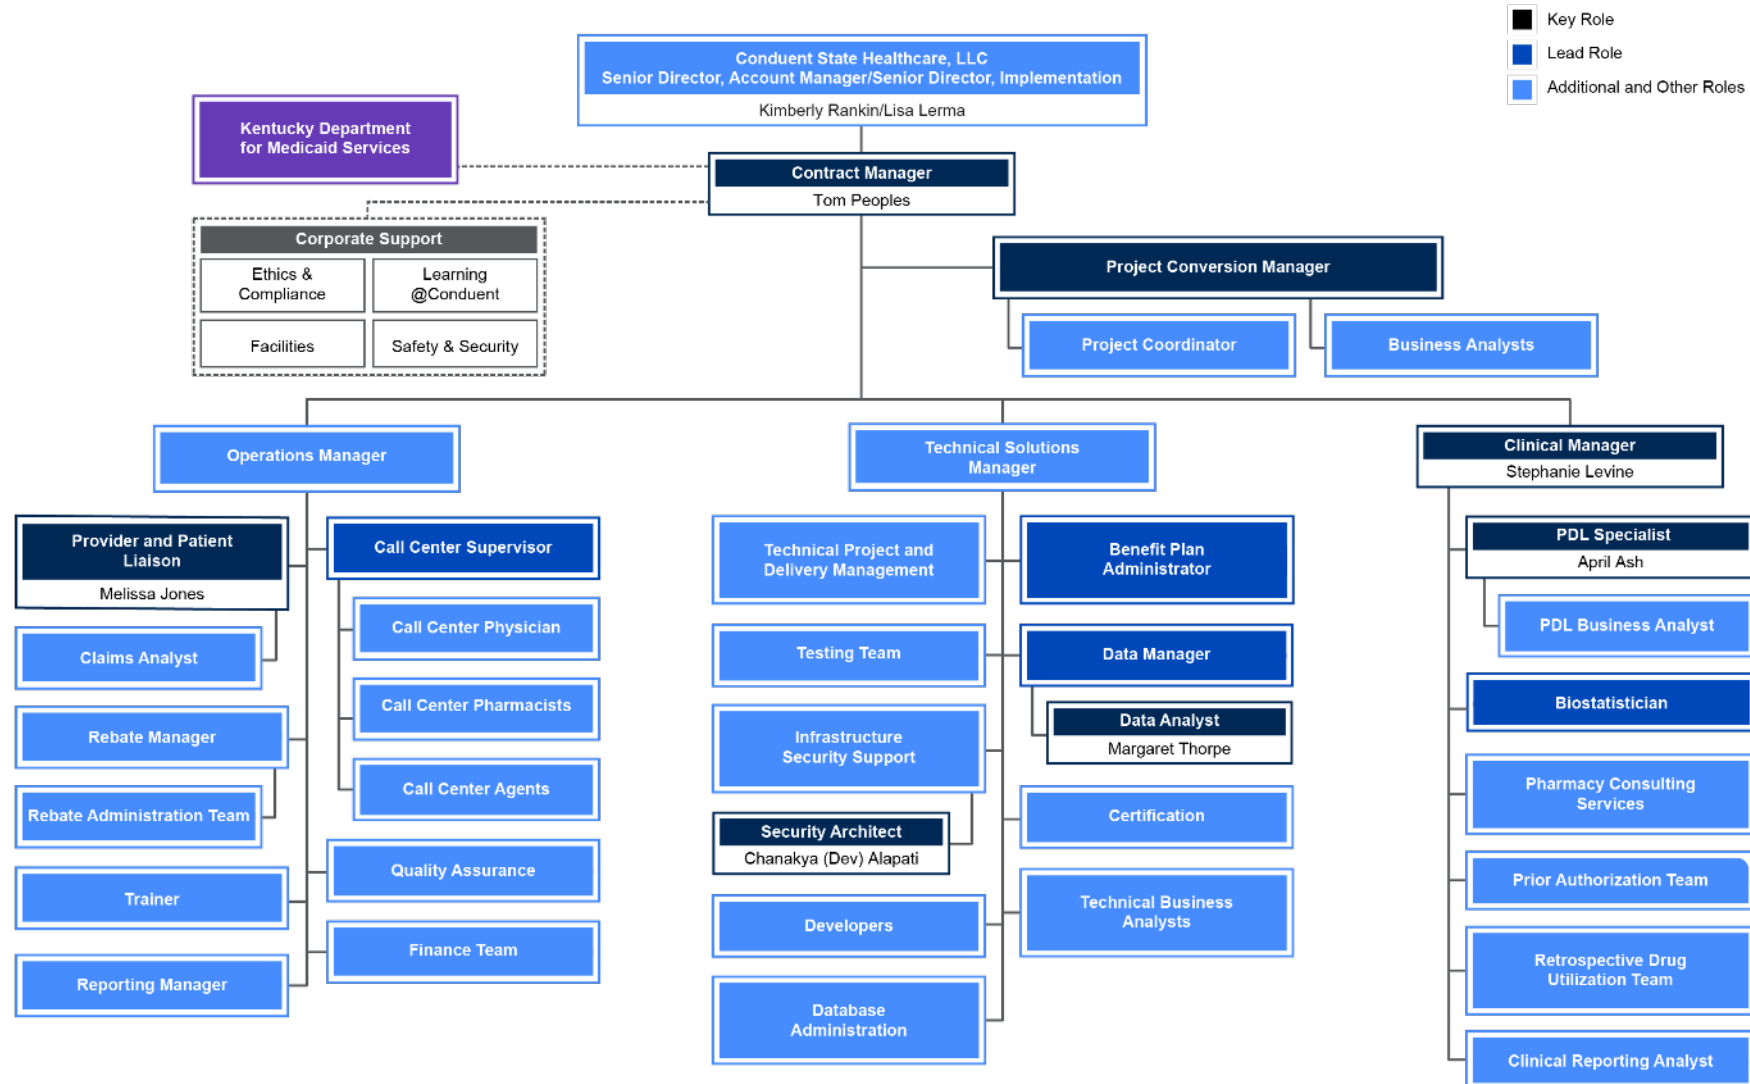 Key Role
Lead Role
Additional and Other Roles
Conduent State Healthcare, LLC
Senior Director, Account Manager/Senior Director, Implementation
Kimberly Rankin/Lisa Lerma
Kentucky Department
for Medicaid Services
Contract Manager
Tom Peoples
Corporate Support
Ethics &
Compliance
Learning
@Conduent
Facilities
Safety & Security
Project Conversion Manager
Project Coordinator
Business Analysts
Operations Manager
Provider and Patient
Liaison
Melissa Jones
Claims Analyst
Rebate Manager
Rebate Administration Team
Trainer
Reporting Manager
Call Center Supervisor
Call Center Physician
Call Center Pharmacists
Call Center Agents
Quality Assurance
Finance Team
Technical Solutions
Manager
Technical Project and
Delivery Management
Testing Team
Infrastructure
Security Support
Security Architect
Chanakya (Dev) Alapati
Developers
Database
Administration
Benefit Plan
Administrator
Data Manager
Data Analyst
Margaret Thorpe
Certification
Technical Business
Analysts
Clinical Manager
Stephanie Levine
PDL Specialist
April Ash
PDL Business Analyst
Biostatistician
Pharmacy Consulting
Services
Prior Authorization Team
Retrospective Drug
Utilization Team
Clinical Reporting Analyst